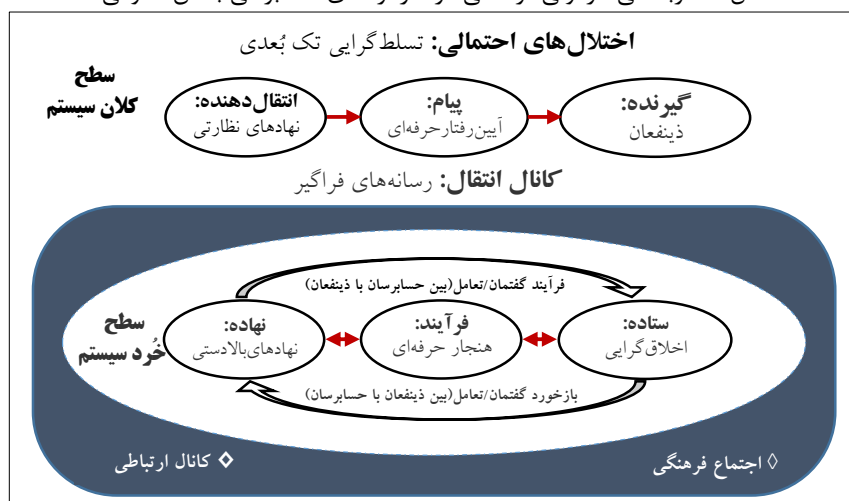 اختلال‌های احتمالی: تسلط‌گرایی تک بُعدی
سطح
کلان سیستم
گیرنده:
ذینفعان
پیام:
آیین‌رفتارحرفه‌ای
انتقال‌دهنده:
نهادهای نظارتی
کانال انتقال: رسانه‌های فراگیر
فرآیند گفتمان/تعامل(بین حسابرسان با ذینفعان)
سطح
خُرد سیستم
ستاده:
اخلاق‌گرایی
فرآیند:
هنجار حرفه‌ای
نهاده:
نهادهای‌بالادستی
بازخورد گفتمان/تعامل(بین ذینفعان با حسابرسان)
◊ اجتماع فرهنگی
◊ کانال ارتباطی